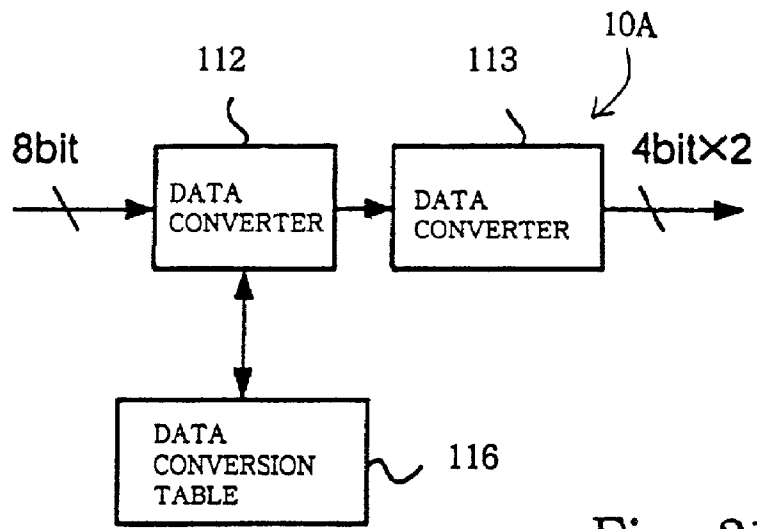 10A
112
113
8bit
4bit×2
DATA
CONVERTER
DATA
CONVERTER
DATA
CONVERSION
TABLE
116